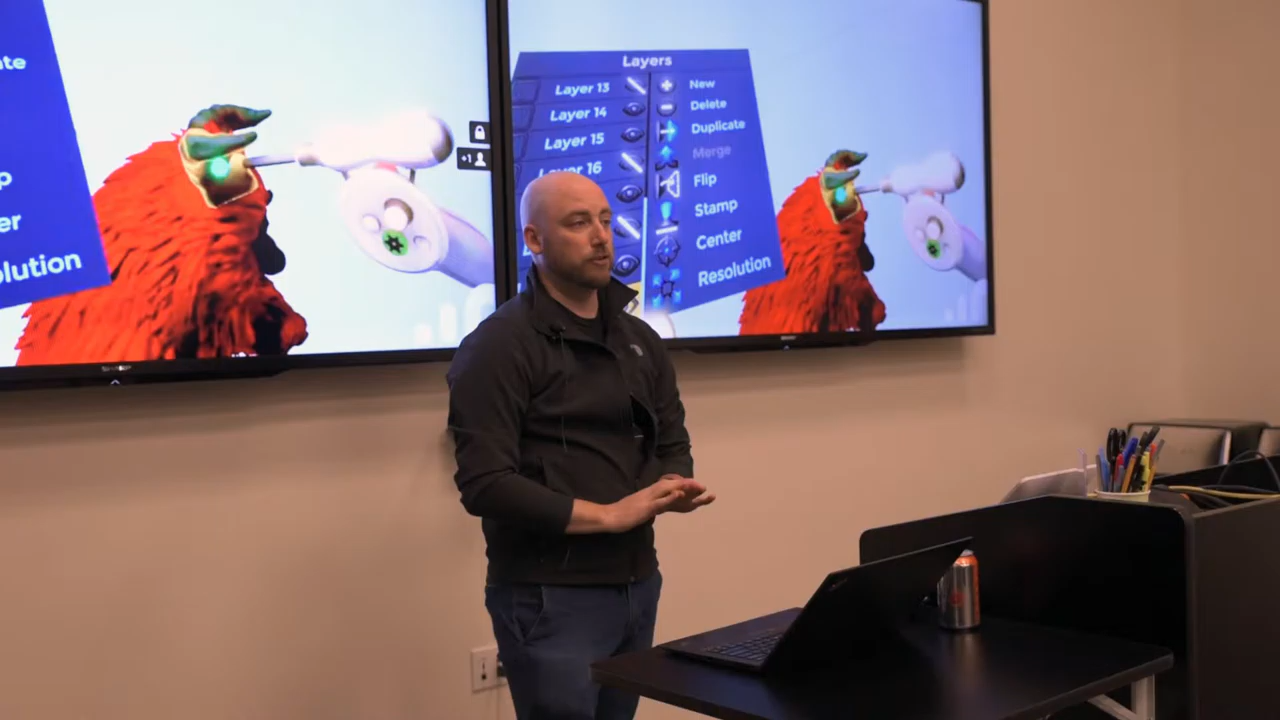 ate
olution
+1
Layers
Layer 13
Layer 14
Layer 15
Layer 16
New
Delete
Duplicate
Merge
Flip
Stamp
Center
Resolution